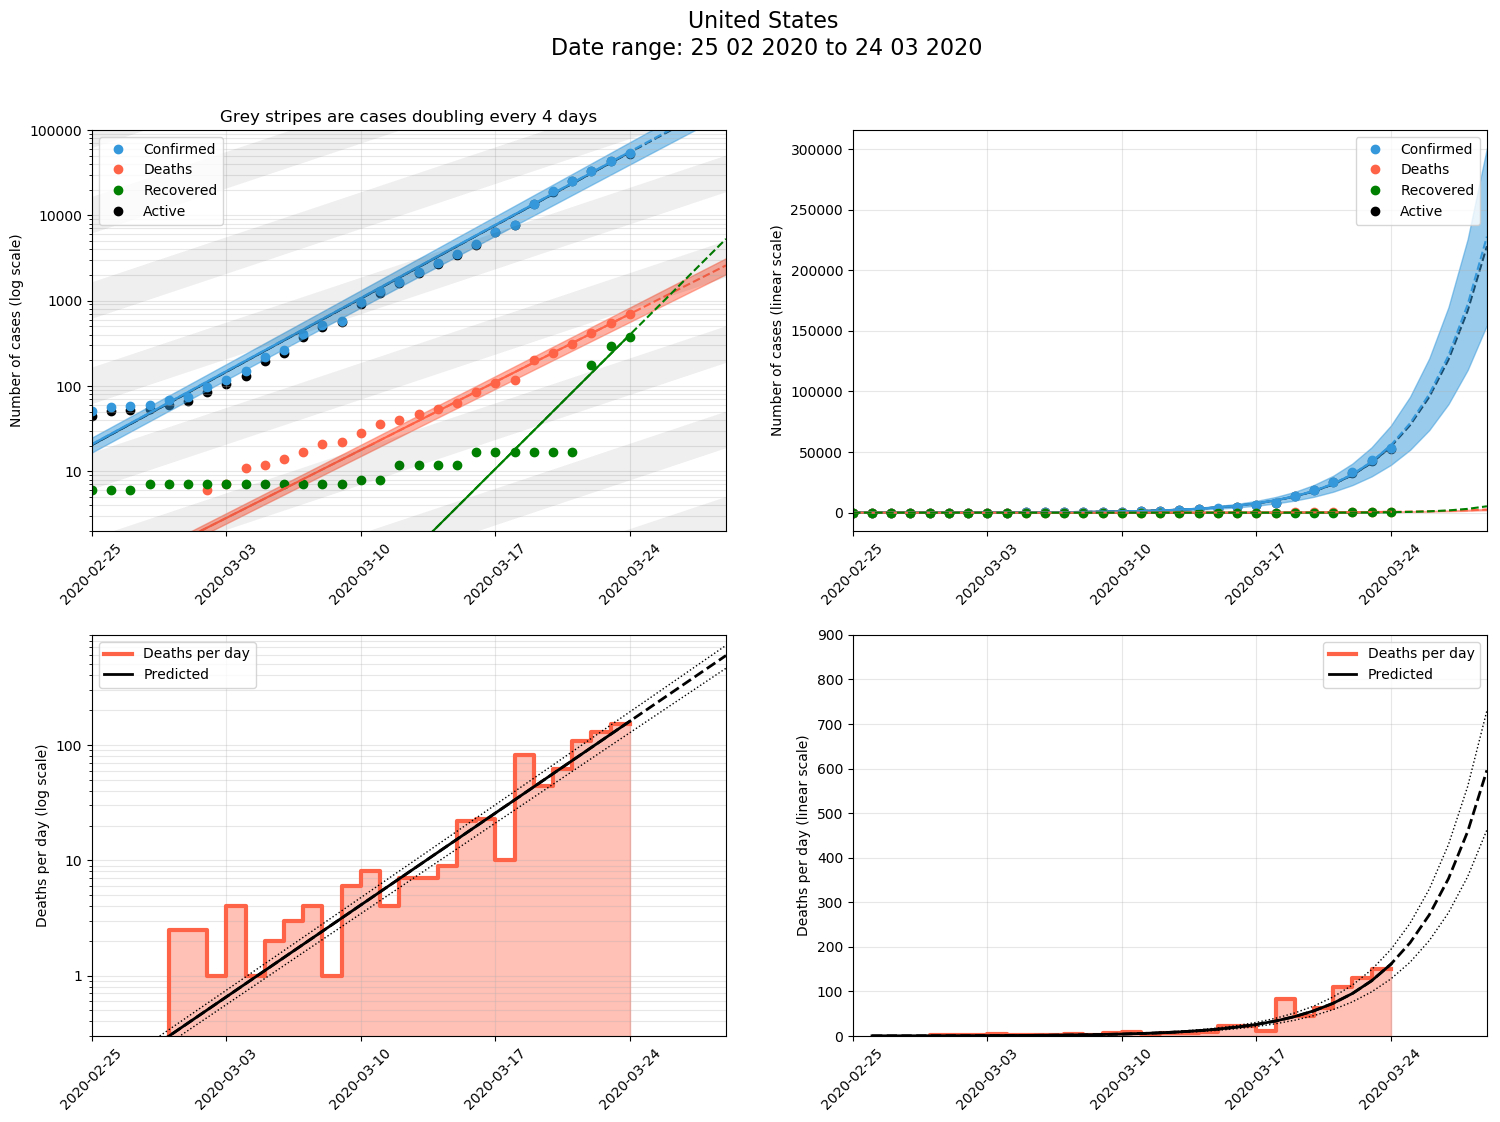 United States
Date range: 25 02 2020 to 24 03 2020
Grey stripes are cases doubling every 4 days
Number of cases (log scale)
100000
10000
1000
100
10
Confirmed
Deaths
Recovered
Active
2020-02-25
2020-03-03
2020-03-10
2020-03-17
2020-03-24
Number of cases (linear scale)
300000
250000
200000
150000
100000
50000
0
Confirmed
Deaths
Recovered
Active
2020-02-25
2020-03-03
2020-03-10
2020-03-17
2020-03-24
Deaths per day (log scale)
100
10
1
Deaths per day
Predicted
2020-02-25
2020-03-03
2020-03-10
2020-03-17
2020-03-24
Deaths per day (linear scale)
900
800
700
600
500
400
300
200
100
0
Deaths per day
Predicted
2020-02-25
2020-03-03
2020-03-10
2020-03-17
2020-03-24